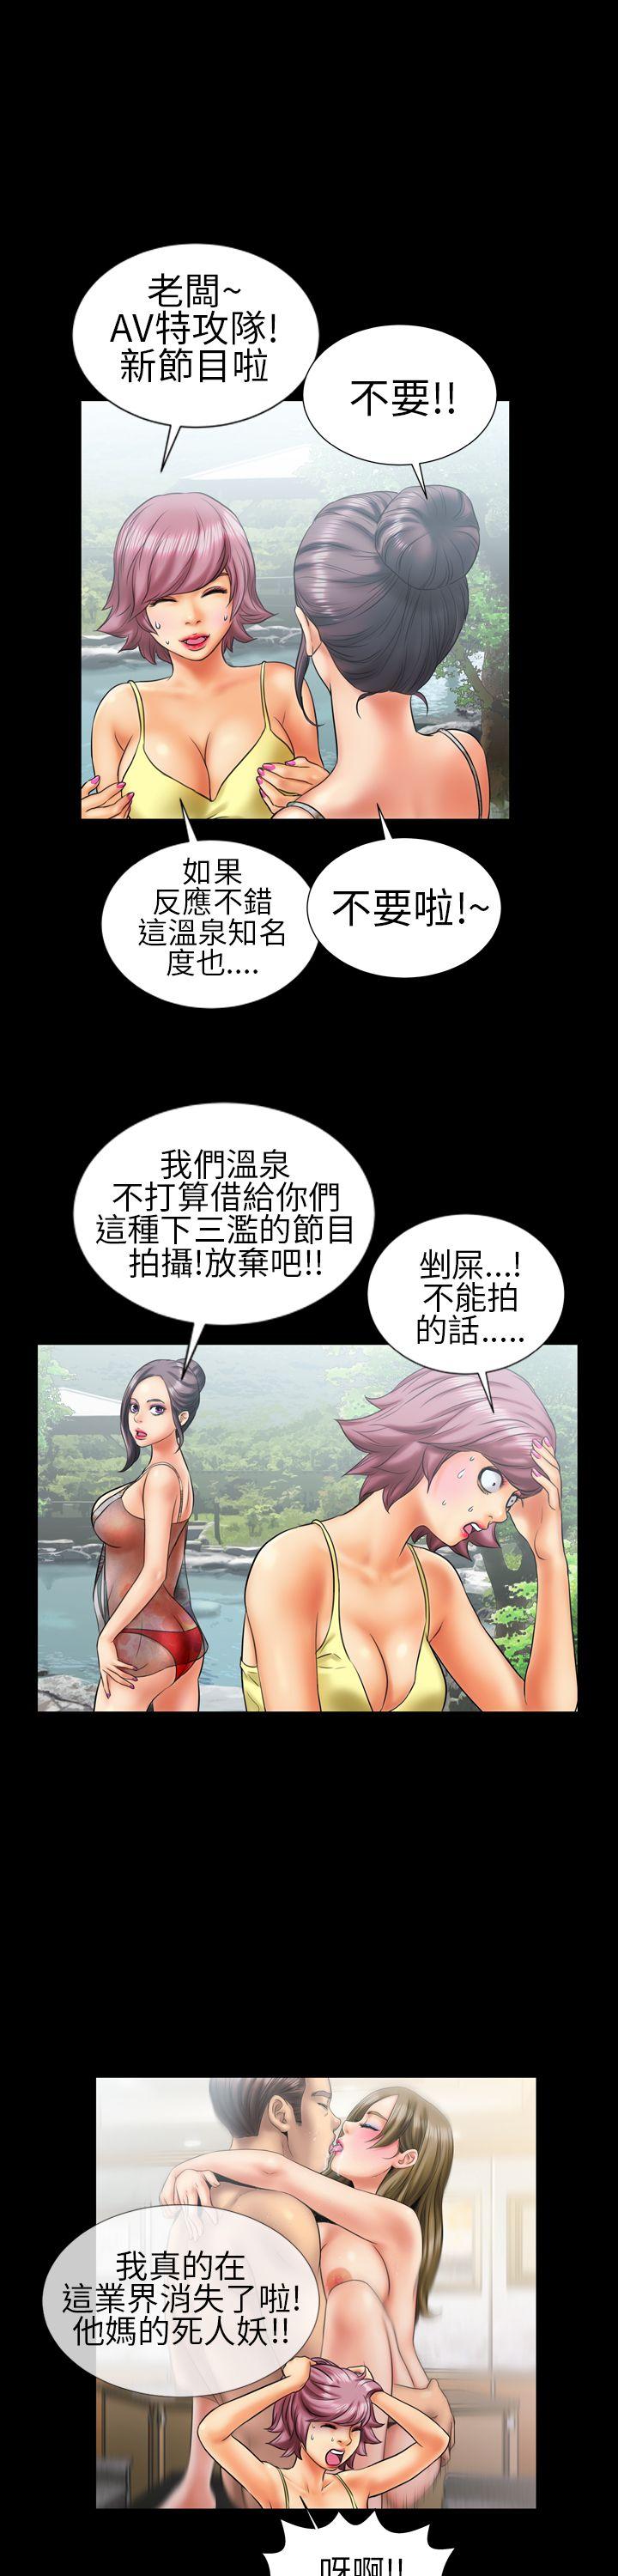 老闆~
AV特攻隊!
新節目啦
不要!!
如果
反應不錯
這溫泉知名
度也....
不要啦!~
我們溫泉
不打算借給你們
這種下三濫的節目
拍攝!放棄吧!!
剉屎...!
不能拍
的話.....
我真的在
這業界消失了啦!
他媽的死人妖!!
呀啊!!